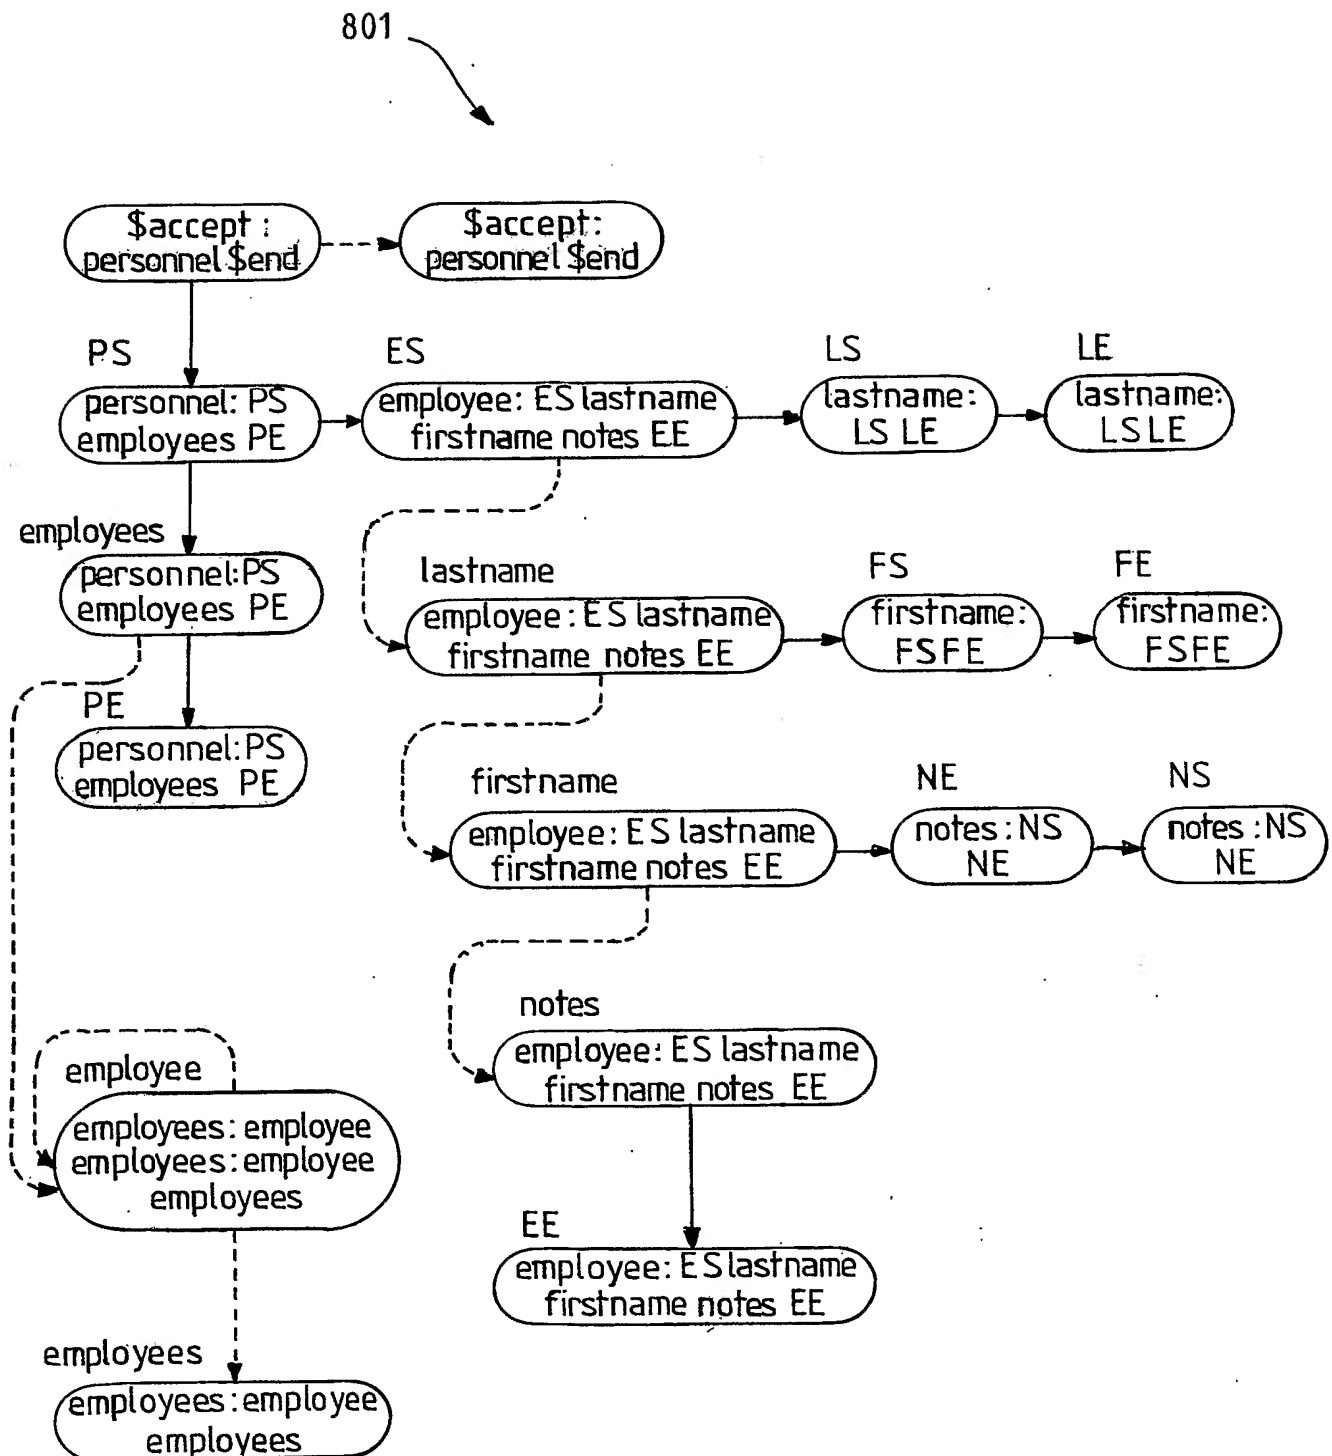 801
$accept :
personnel $end
$accept:
personnel $end
PS
ES
LS
LE
personnel: PS
employees PE
employee: ES lastname
firstname notes EE
lastname:
LS LE
lastname:
LS LE
employees
personnel:PS
employees PE
lastname
FS
FE
employee: ES lastname
firstname notes EE
firstname:
FS FE
firstname:
FS FE
PE
personnel:PS
employees PE
firstname
NE
NS
employee: ES lastname
firstname notes EE
notes :NS
NE
notes :NS
NE
notes
employee: ES lastname
firstname notes EE
employee
employees: employee
employees: employee
employees
EE
employee: ES lastname
firstname notes EE
employees
employees: employee
employees